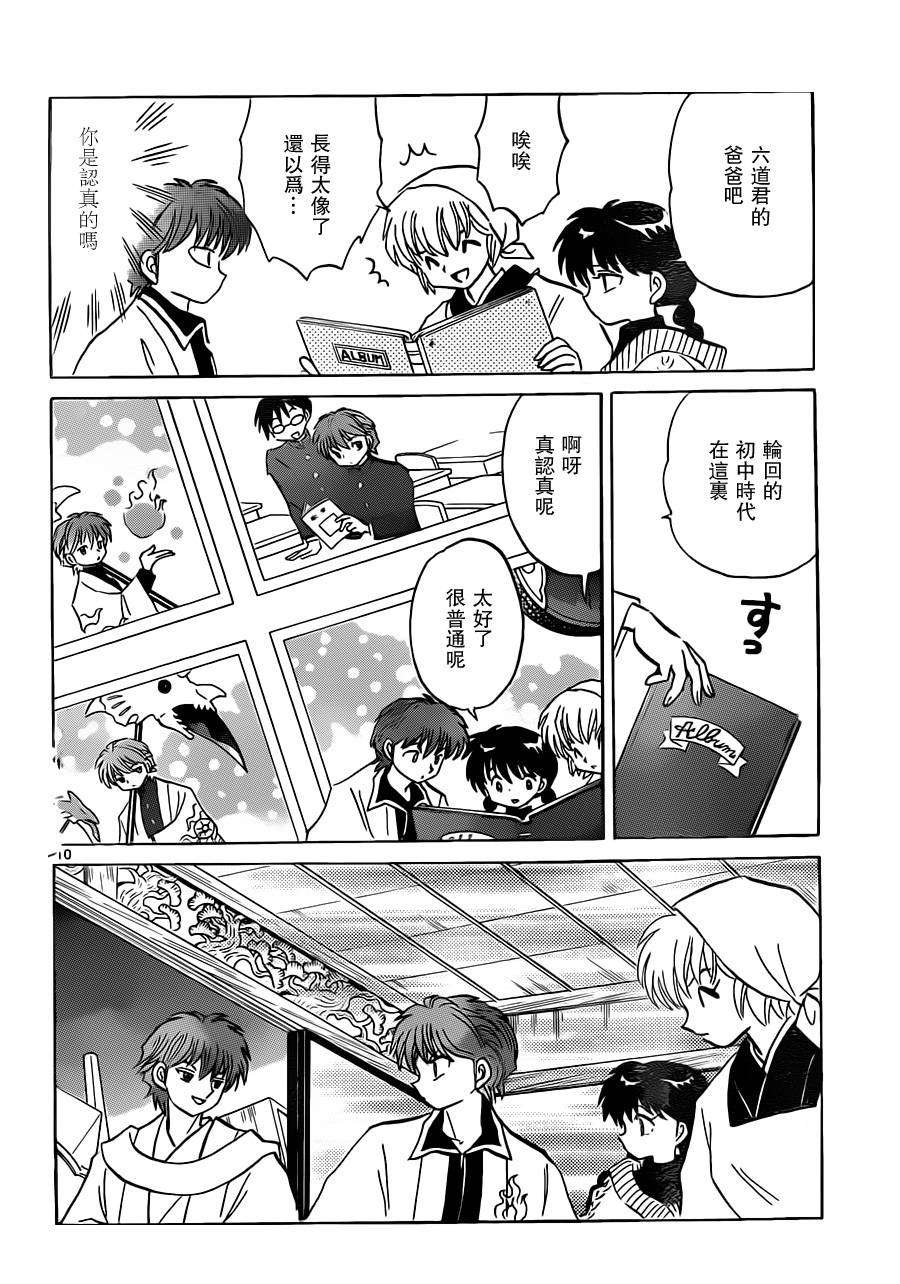 六道君的
爸爸吧
唉唉
長得太像了
還以爲…
你是認真的嗎
ALBUM
輪回的
初中時代
在這裏
すっ
Album
啊呀
真認真呢
太好了
很普通呢
10